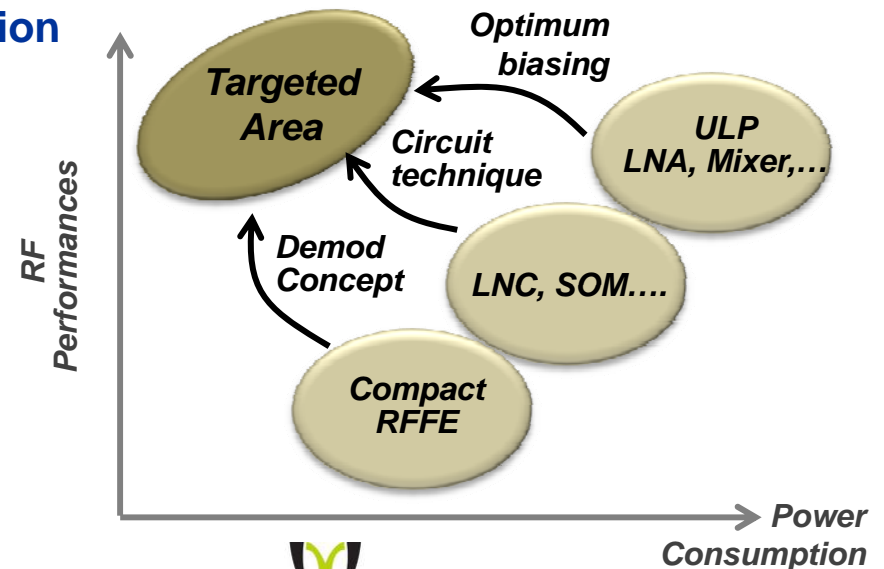 tion
Optimum
biasing
Targeted
Area
ULP
LNA, Mixer,...
Circuit
technique
RF
Performances
Demod
Concept
LNC, SOM....
Compact
RFFE
Power
Consumption